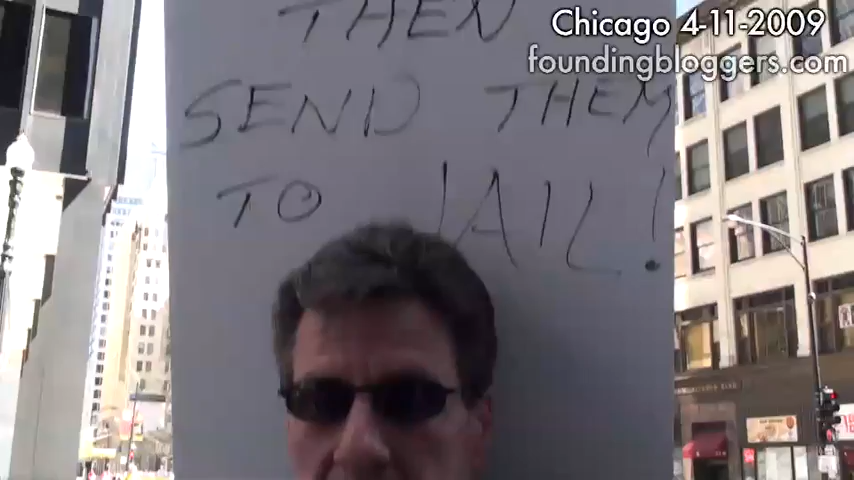 Chicago 4-11-2009
foundingbloggers.com
THEN
SEND THEM
TO JAIL!